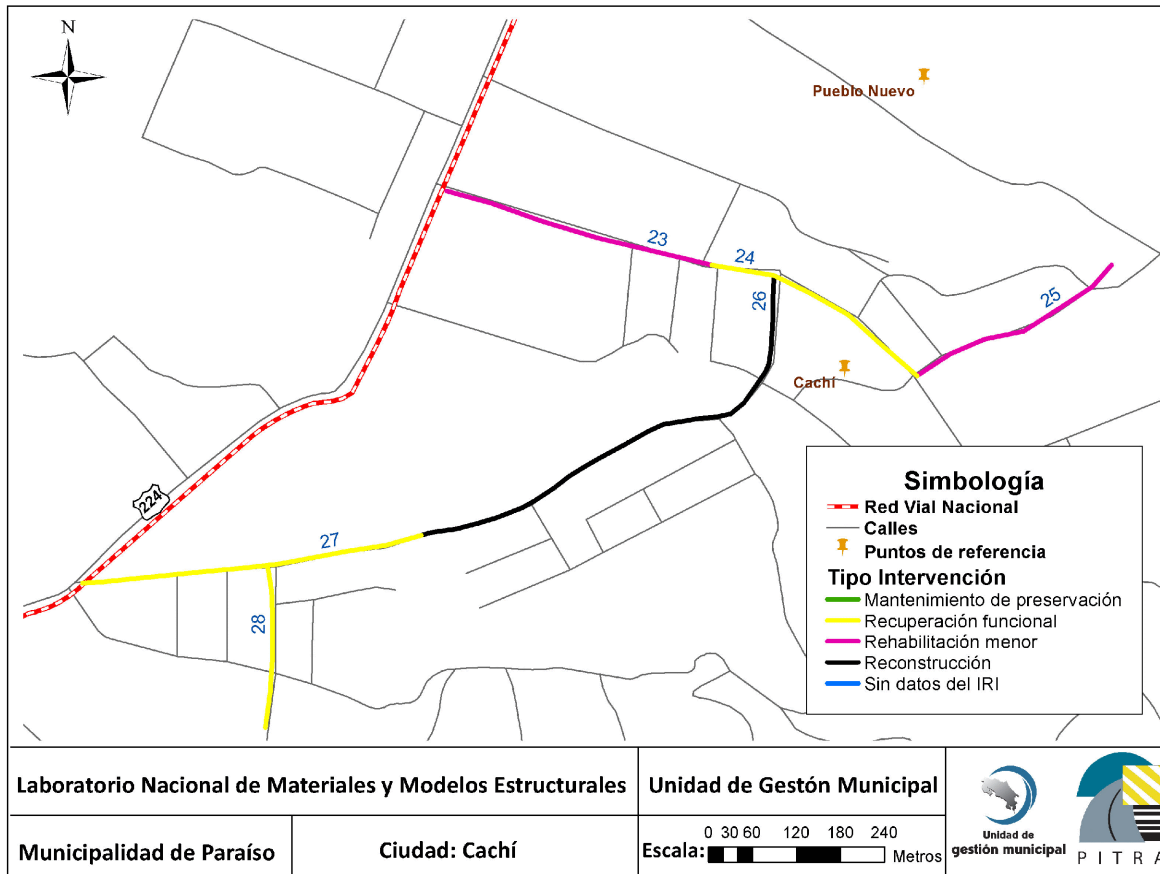 N
Pueblo Nuevo
23
24
26
25
Cachí
224
27
28
Simbología
Red Vial Nacional
Calles
Puntos de referencia
Tipo Intervención
Mantenimiento de preservación
Recuperación funcional
Rehabilitación menor
Reconstrucción
Sin datos del IRI
Laboratorio Nacional de Materiales y Modelos Estructurales
Unidad de Gestión Municipal
Municipalidad de Paraíso
Ciudad: Cachí
Escala:
0 30 60 120 180 240
Metros
Unidad de
gestión municipal
PITRA